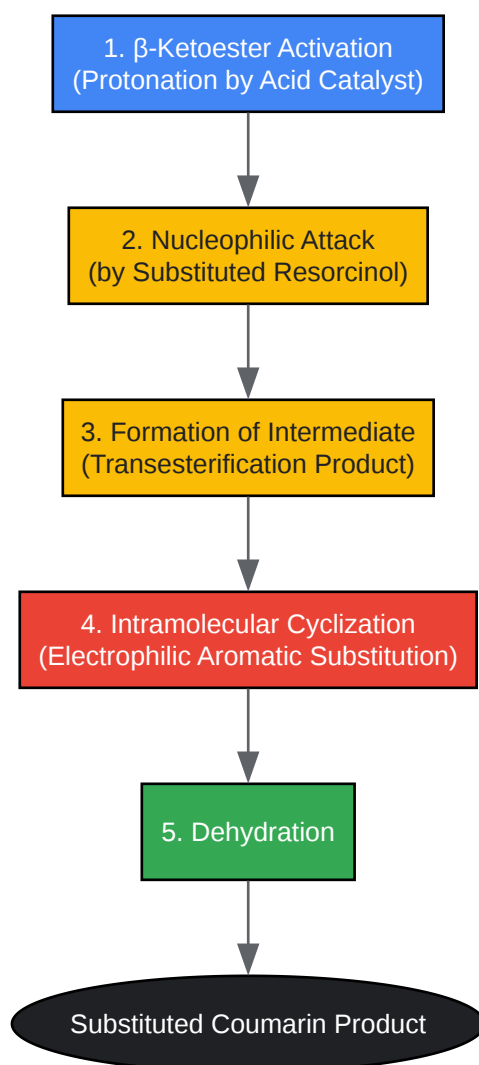 1. β-Ketoester Activation
(Protonation by Acid Catalyst)
2. Nucleophilic Attack
(by Substituted Resorcinol)
3. Formation of Intermediate
(Transesterification Product)
4. Intramolecular Cyclization
(Electrophilic Aromatic Substitution)
5. Dehydration
Substituted Coumarin Product